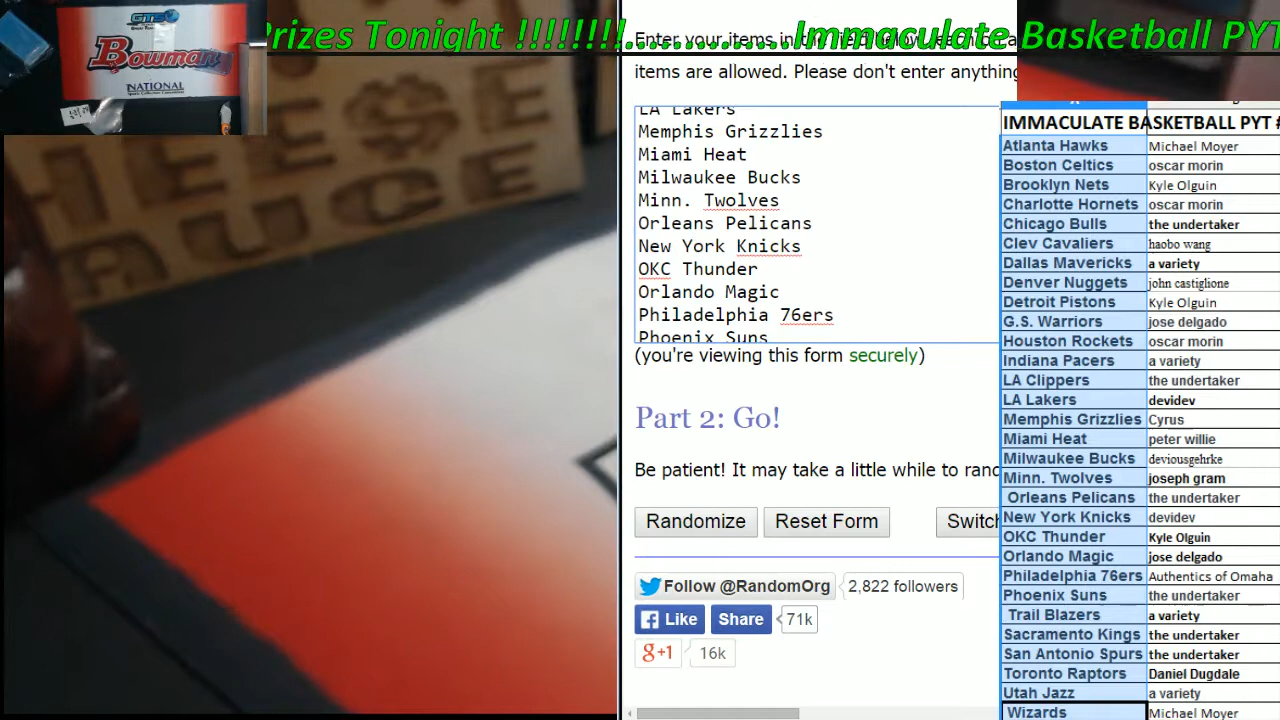 Prizes Tonight !!!!!!!!............Immaculate Basketball PYT
GTS
Bowman
NATIONAL
items are allowed. Please don't enter anything
LA Lakers
Memphis Grizzlies
Miami Heat
Milwaukee Bucks
Minn. Twolves
Orleans Pelicans
New York Knicks
OKC Thunder
Orlando Magic
Philadelphia 76ers
Phoenix Suns
(you're viewing this form securely)
Part 2: Go!
Be patient! It may take a little while to ranc
Randomize
Reset Form
Switch
Follow @RandomOrg
2,822 followers
Like
Share
71k
g+1
16k
IMMACULATE BASKETBALL PYT #
Atlanta Hawks Michael Moyer
Boston Celtics oscar morin
Brooklyn Nets Kyle Olguin
Charlotte Hornets oscar morin
Chicago Bulls the undertaker
Clev Cavaliers haobo wang
Dallas Mavericks a variety
Denver Nuggets john castiglione
Detroit Pistons Kyle Olguin
G.S. Warriors jose delgado
Houston Rockets oscar morin
Indiana Pacers a variety
LA Clippers the undertaker
LA Lakers devidev
Memphis Grizzlies Cyrus
Miami Heat peter willie
Milwaukee Bucks deviousgehrke
Minn. Twolves joseph gram
Orleans Pelicans the undertaker
New York Knicks devidev
OKC Thunder Kyle Olguin
Orlando Magic jose delgado
Philadelphia 76ers Authentics of Omaha
Phoenix Suns the undertaker
Trail Blazers a variety
Sacramento Kings the undertaker
San Antonio Spurs the undertaker
Toronto Raptors Daniel Dugdale
Utah Jazz a variety
Wizards Michael Moyer